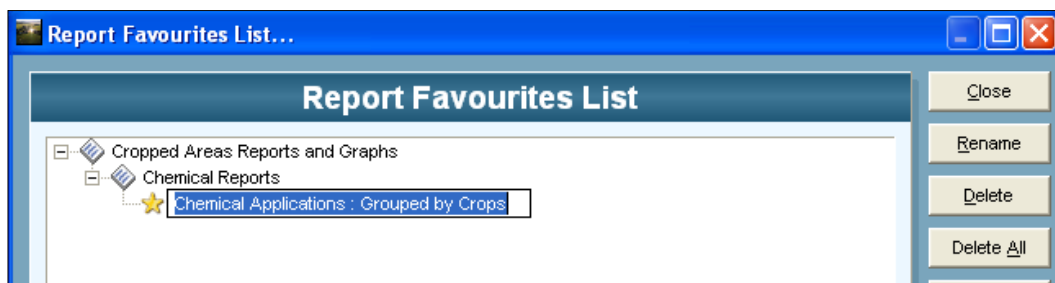 Report Favourites List...
Report Favourites List
Close
Cropped Areas Reports and Graphs
Rename
Chemical Reports
Chemical Applications : Grouped by Crops
Delete
Delete All